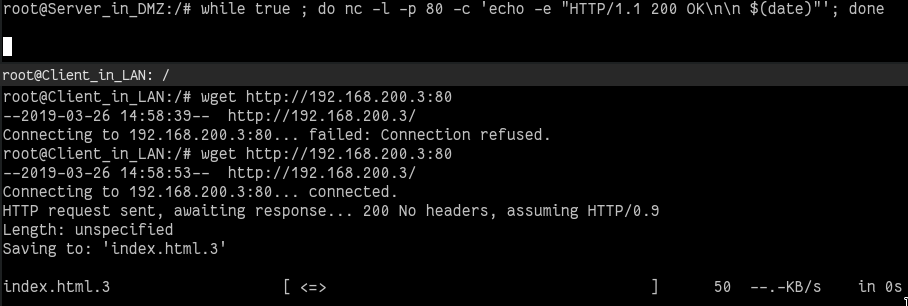 root@Server_in_DMZ:/# while true ; do nc -l -p 80 -c 'echo -e "HTTP/1.1 200 OK\n\n $(date)"'; done
root@Client_in_LAN: /
root@Client_in_LAN:/# wget http://192.168.200.3:80
--2019-03-26 14:58:39--  http://192.168.200.3/
Connecting to 192.168.200.3:80... failed: Connection refused.
root@Client_in_LAN:/# wget http://192.168.200.3:80
--2019-03-26 14:58:53--  http://192.168.200.3/
Connecting to 192.168.200.3:80... connected.
HTTP request sent, awaiting response... 200 No headers, assuming HTTP/0.9
Length: unspecified
Saving to: 'index.html.3'
index.html.3                  [ <=>                                     ]      50  --.-KB/s    in 0s